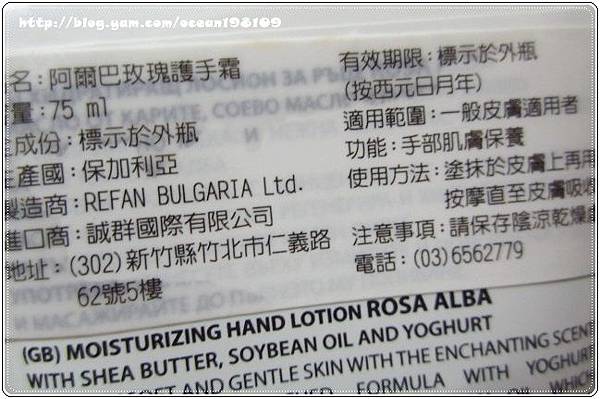 http://blog.yam.com/ocean198109
名:阿爾巴玫瑰護手霜
量:75 ml
成份:標示於外瓶
產國:保加利亞
製造商:REFAN BULGARIA Ltd.
進口商:誠群國際有限公司
地址:(302)新竹縣竹北市仁義路
62號5樓
有效期限:標示於外瓶
(按西元日月年)
適用範圍:一般皮膚適用者
功能:手部肌膚保養
使用方法:塗抹於皮膚上再用
按摩直至皮膚吸
注意事項:請保存陰涼乾燥
電話:(03)6562779
(GB) MOISTURIZING HAND LOTION ROSA ALBA
WITH SHEA BUTTER, SOYBEAN OIL AND YOGHURT
AND GENTLE SKIN WITH THE ENCHANTING SCENT
FORMULA WITH YOGHURT